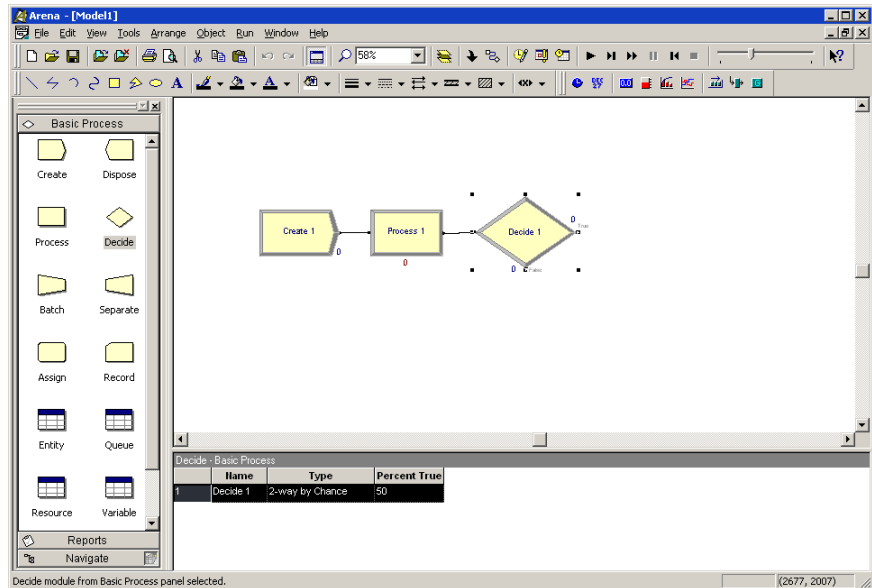 Arena - [Model1]
File Edit View Tools Arrange Object Run Window Help
58%
A A
Basic Process
Create Dispose
Process Decide
Batch Separate
Assign Record
Entity Queue
Resource Variable
Reports
Navigate
Create 1
0
Process 1
0
Decide 1
0
True
0
False
Decide - Basic Process
Name Type Percent True
1 Decide 1 2-way by Chance 50
Decide module from Basic Process panel selected.
(2677, 2007)